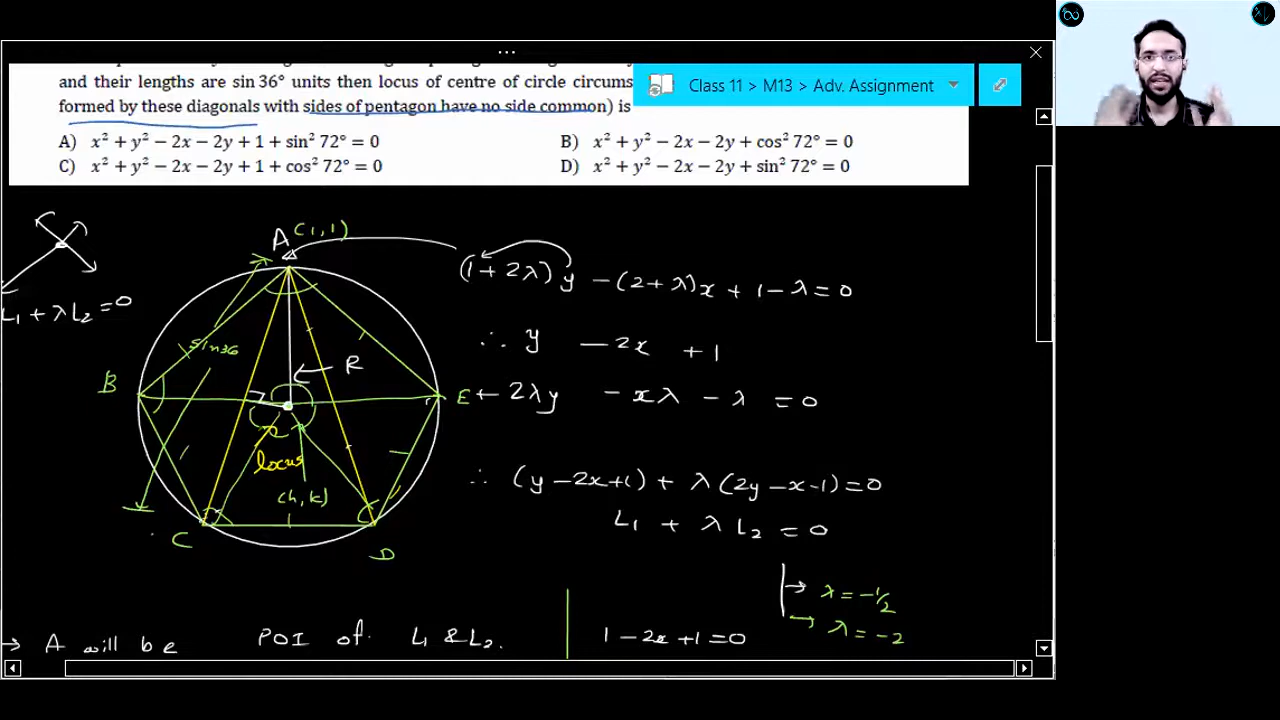 and their lengths are sin 36° units then locus of centre of circle circums
formed by these diagonals with sides of pentagon have no side common) is
Class 11 > M13 > Adv. Assignment
A) x² + y² − 2x − 2y + 1 + sin² 72° = 0
B) x² + y² − 2x − 2y + cos² 72° = 0
C) x² + y² − 2x − 2y + 1 + cos² 72° = 0
D) x² + y² − 2x − 2y + sin² 72° = 0
A (1,1)
L₁ + λL₂ = 0
sin36
R
B
E
locus
(h,k)
C
D
(1+2λ)y − (2+λ)x + 1 − λ = 0
∴ y − 2x + 1
+ 2λy − xλ − λ = 0
∴ (y−2x+1) + λ(2y−x−1) = 0
L₁ + λ L₂ = 0
→ λ = −1/2
→ λ = −2
→ A will be POI of L₁ & L₂.
1 − 2x + 1 = 0